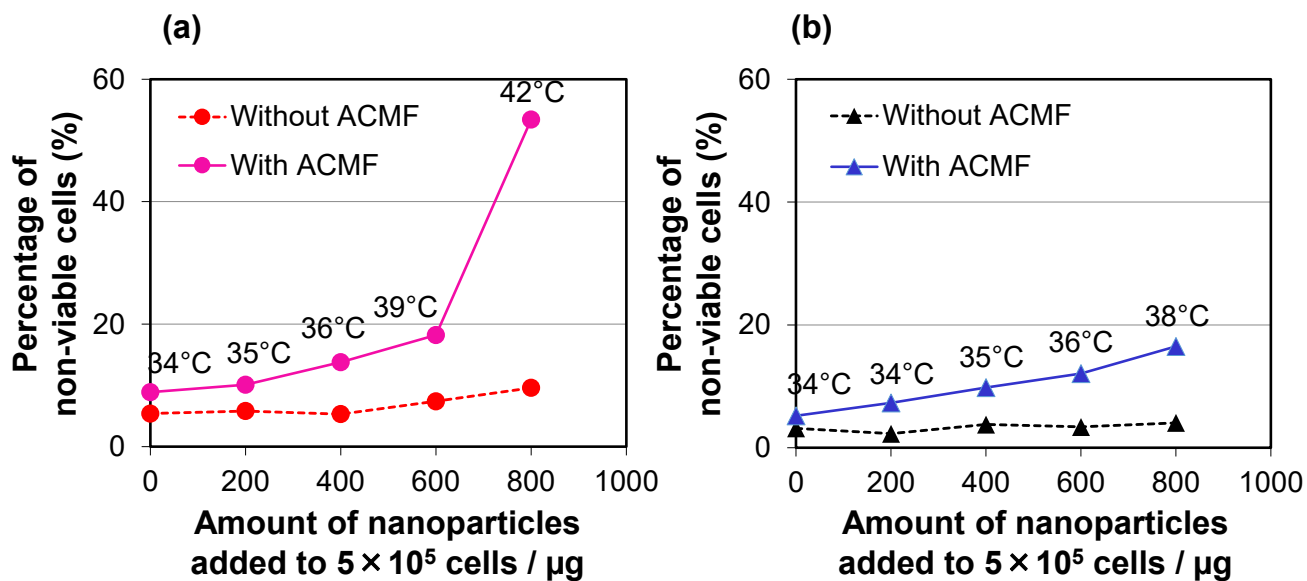 (a)
Percentage of
non-viable cells (%)
60
40
20
0
Without ACMF
With ACMF
34°C
35°C
36°C
39°C
42°C
0 200 400 600 800 1000
Amount of nanoparticles
added to 5×10⁵ cells / μg
(b)
Percentage of
non-viable cells (%)
60
40
20
0
Without ACMF
With ACMF
34°C
34°C
35°C
36°C
38°C
0 200 400 600 800 1000
Amount of nanoparticles
added to 5×10⁵ cells / μg